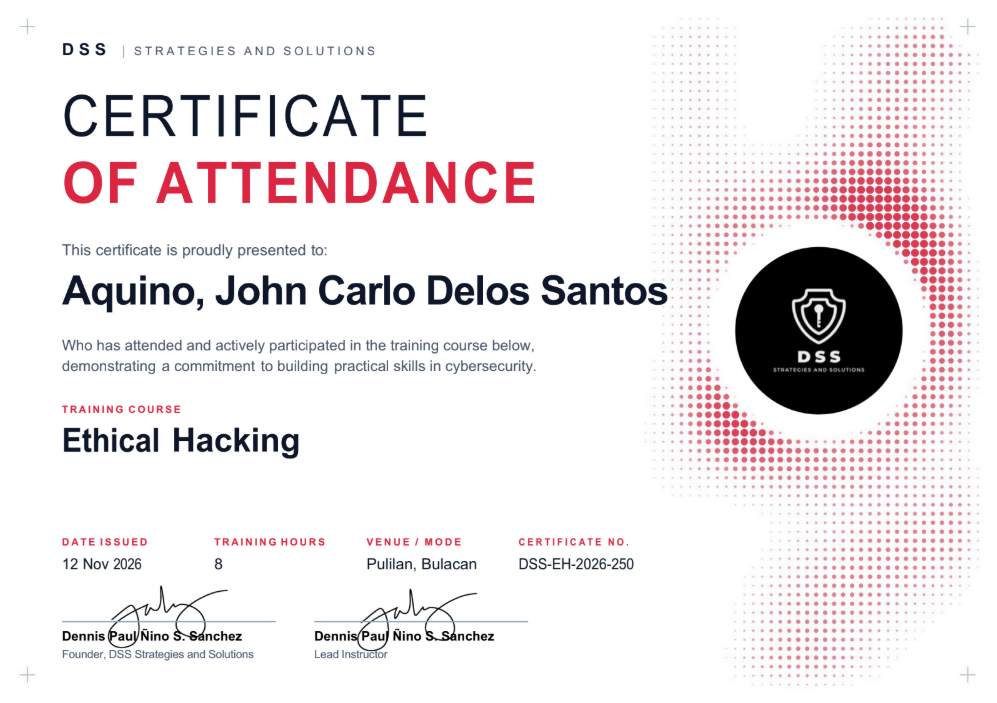 DSS | STRATEGIES AND SOLUTIONS
CERTIFICATE
OF ATTENDANCE
This certificate is proudly presented to:
Aquino, John Carlo Delos Santos
Who has attended and actively participated in the training course below,
demonstrating a commitment to building practical skills in cybersecurity.
TRAINING COURSE
Ethical Hacking
DSS
STRATEGIES AND SOLUTIONS
DATE ISSUED TRAINING HOURS VENUE / MODE CERTIFICATE NO.
12 Nov 2026 8 Pulilan, Bulacan DSS-EH-2026-250
Dennis Paul Ñino S. Sanchez Dennis Paul Ñino S. Sanchez
Founder, DSS Strategies and Solutions Lead Instructor